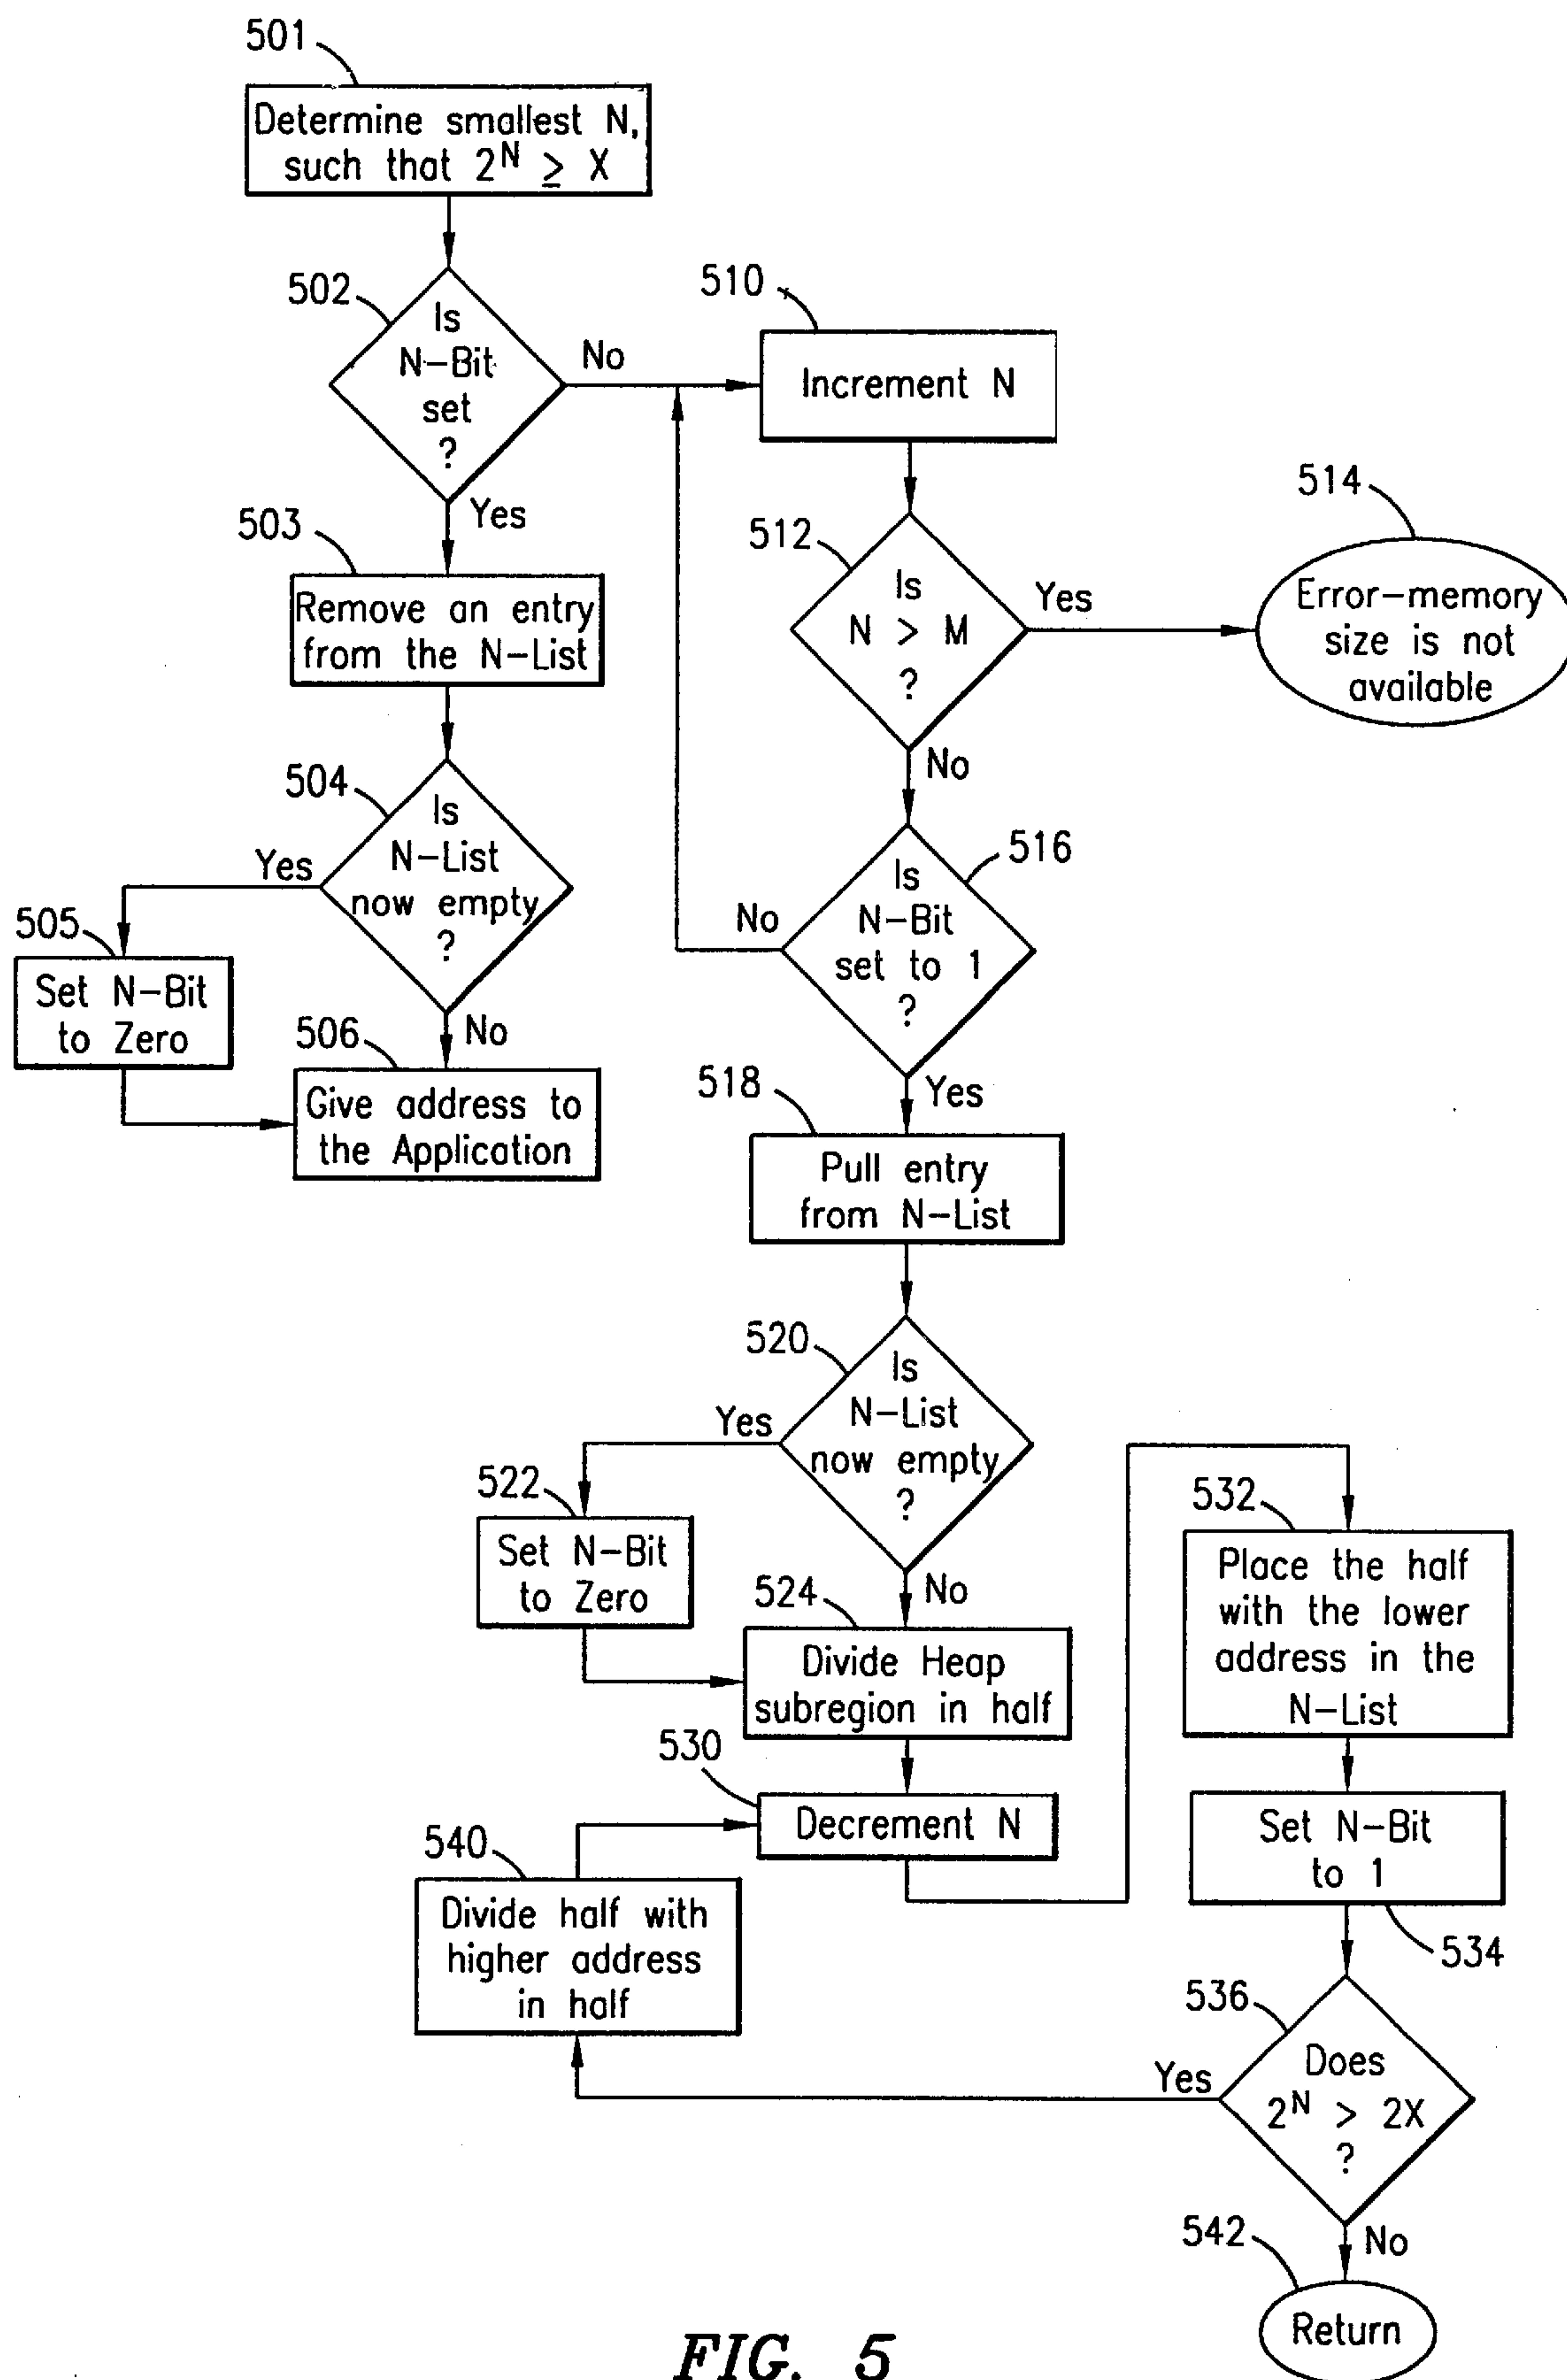 501
Determine smallest N,
such that 2^N ≥ X
502
Is
N-Bit
set
?
No
Yes
503
Remove an entry
from the N-List
504
Is
N-List
now empty
?
Yes
No
505
Set N-Bit
to Zero
506
Give address to
the Application
510
Increment N
512
Is
N > M
?
Yes
No
514
Error-memory
size is not
available
516
Is
N-Bit
set to 1
?
No
Yes
518
Pull entry
from N-List
520
Is
N-List
now empty
?
Yes
No
522
Set N-Bit
to Zero
524
Divide Heap
subregion in half
530
Decrement N
532
Place the half
with the lower
address in the
N-List
Set N-Bit
to 1
534
536
Does
2^N > 2X
?
Yes
No
540
Divide half with
higher address
in half
542
Return
FIG. 5